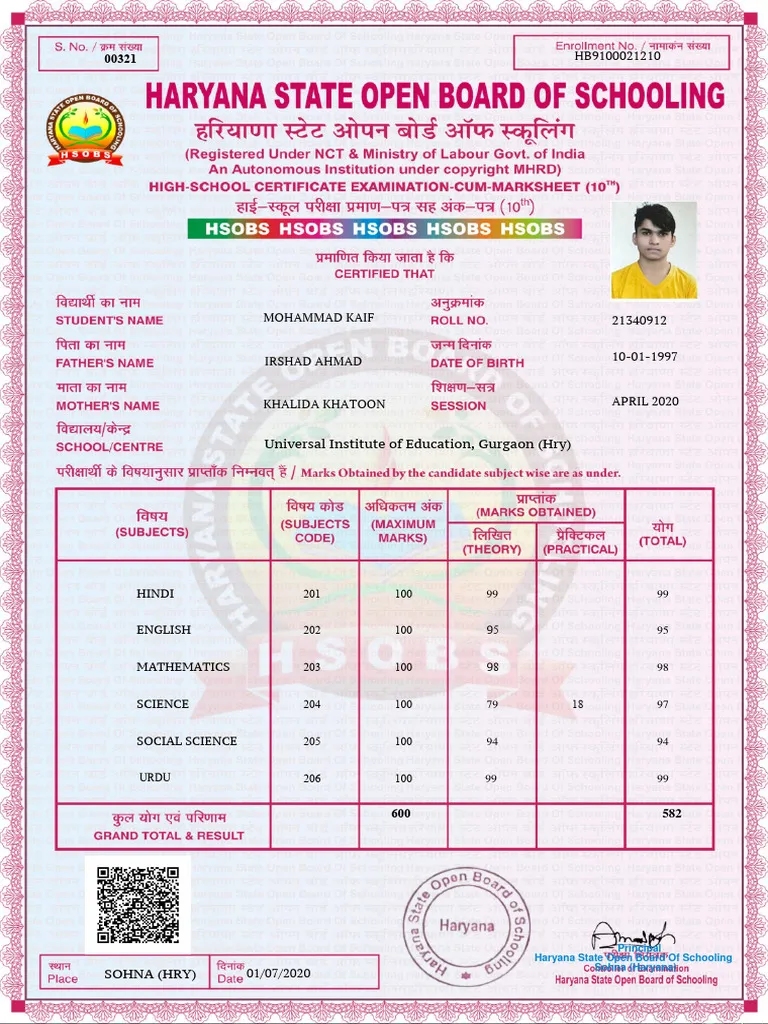 S. No. / क्रम संख्या
00321
Enrollment No. / नामाकंन संख्या
HB9100021210
HARYANA STATE OPEN BOARD OF SCHOOLING
हरियाणा स्टेट ओपन बोर्ड ऑफ स्कूलिंग
(Registered Under NCT & Ministry of Labour Govt. of India
An Autonomous Institution under copyright MHRD)
HIGH-SCHOOL CERTIFICATE EXAMINATION-CUM-MARKSHEET (10TH)
हाई–स्कूल परीक्षा प्रमाण–पत्र सह अंक–पत्र (10th)
HSOBS HSOBS HSOBS HSOBS HSOBS
HARYANA STATE OPEN BOARD OF SCHOOLING
HSOBS
प्रमाणित किया जाता है कि
CERTIFIED THAT
विद्यार्थी का नाम
STUDENT'S NAME MOHAMMAD KAIF
अनुक्रमांक
ROLL NO. 21340912
पिता का नाम
FATHER'S NAME IRSHAD AHMAD
जन्म दिनांक
DATE OF BIRTH 10-01-1997
माता का नाम
MOTHER'S NAME KHALIDA KHATOON
शिक्षण–सत्र
SESSION APRIL 2020
विद्यालय/केन्द्र
SCHOOL/CENTRE Universal Institute of Education, Gurgaon (Hry)
परीक्षार्थी के विषयानुसार प्राप्ताँक निम्नवत् हैं / Marks Obtained by the candidate subject wise are as under.
विषय
(SUBJECTS)
विषय कोड
(SUBJECTS
CODE)
अधिकतम अंक
(MAXIMUM
MARKS)
प्राप्तांक
(MARKS OBTAINED)
लिखित
(THEORY)
प्रैक्टिकल
(PRACTICAL)
योग
(TOTAL)
HINDI 201 100 99 99
ENGLISH 202 100 95 95
MATHEMATICS 203 100 98 98
SCIENCE 204 100 79 18 97
SOCIAL SCIENCE 205 100 94 94
URDU 206 100 99 99
कुल योग एवं परिणाम
GRAND TOTAL & RESULT 600 582
Haryana State Open Board of Schooling
Haryana
स्थान
Place SOHNA (HRY)
दिनांक
Date 01/07/2020
Principal
Haryana State Open Board Of Schooling
Sohna (Haryana)
Controller of Examination
Haryana State Open Board of Schooling